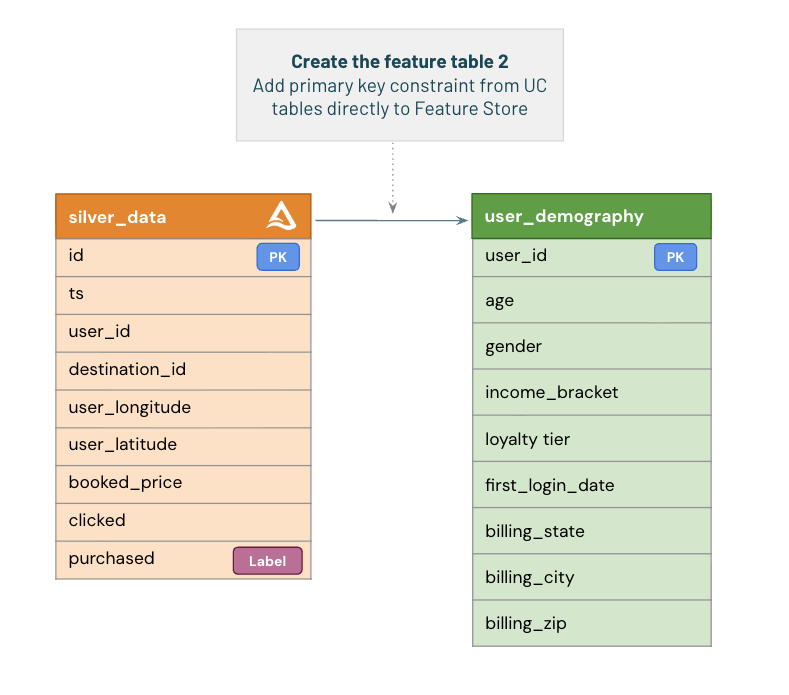 Create the feature table 2
Add primary key constraint from UC
tables directly to Feature Store
silver_data
id PK
ts
user_id
destination_id
user_longitude
user_latitude
booked_price
clicked
purchased Label
user_demography
user_id PK
age
gender
income_bracket
loyalty tier
first_login_date
billing_state
billing_city
billing_zip